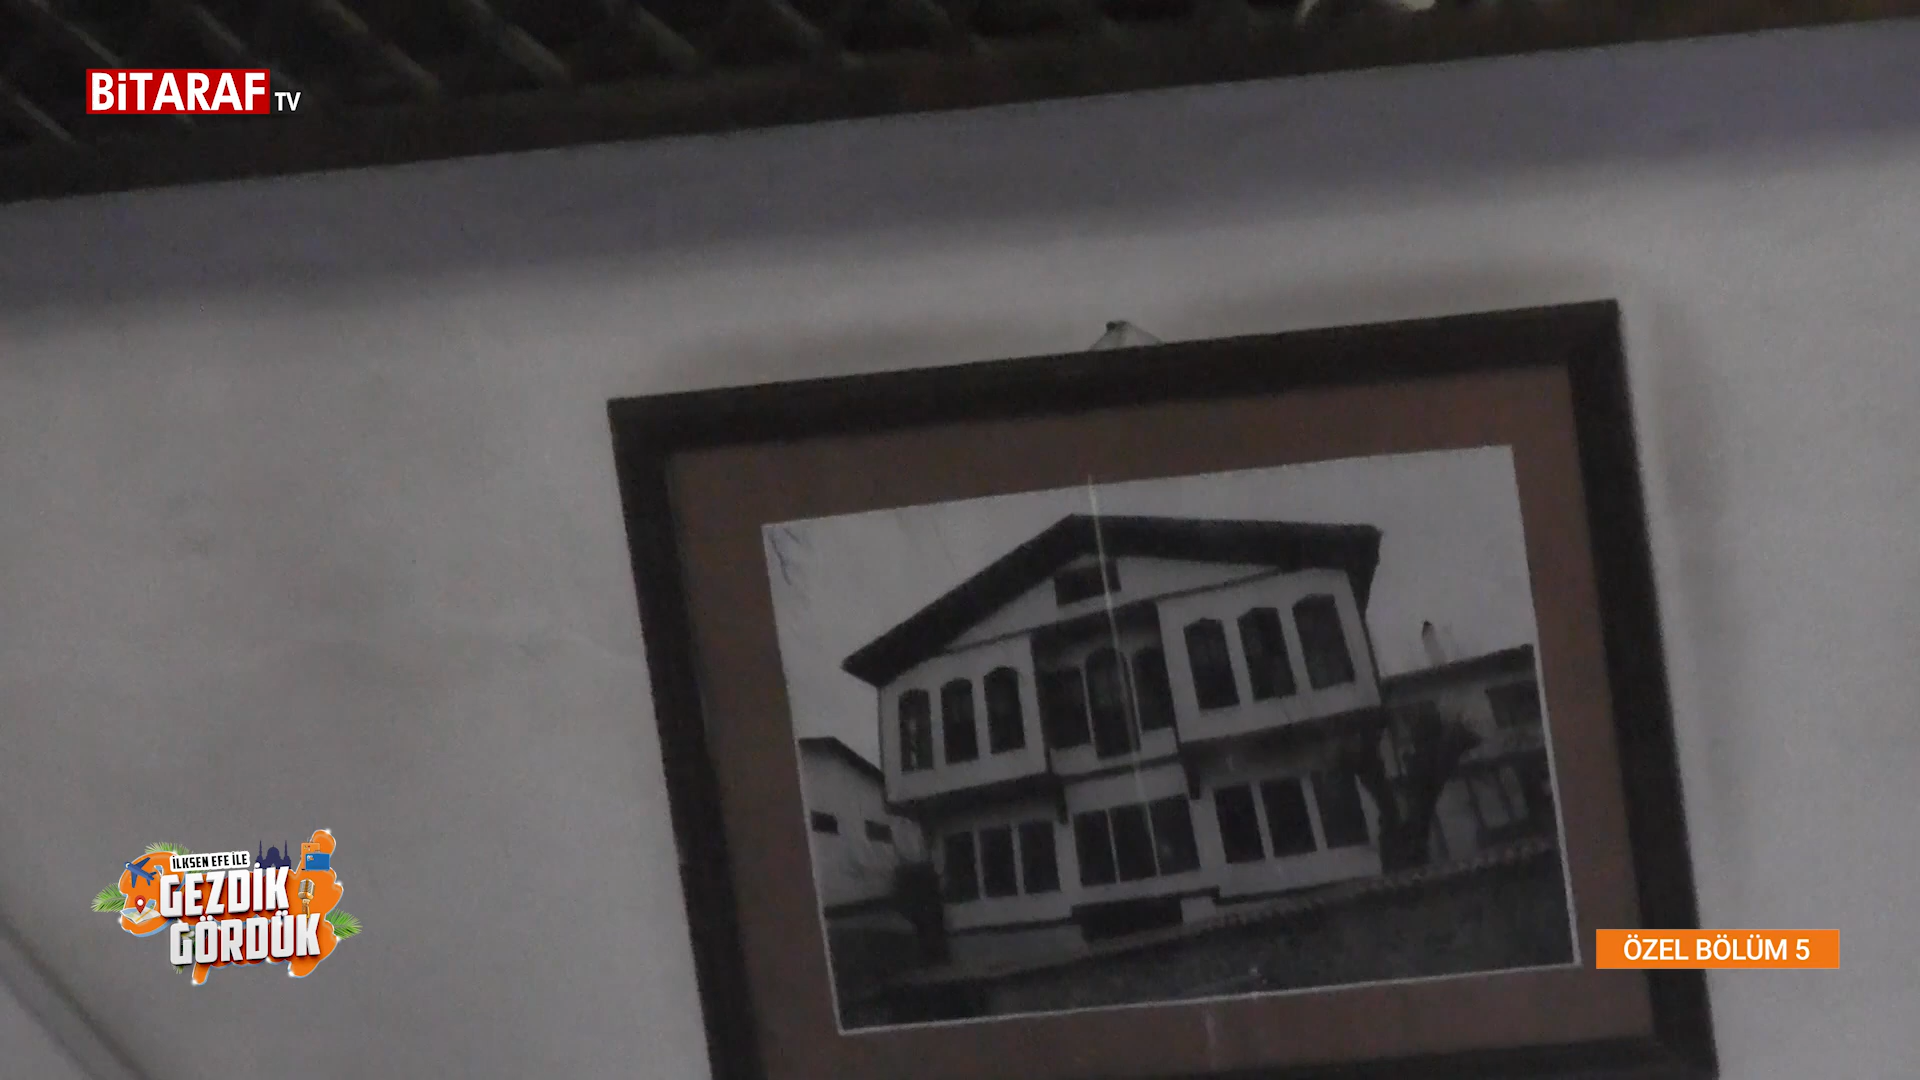 BiTARAF TV
İLKSEN EFE İLE
GEZDİK
GÖRDÜK
ÖZEL BÖLÜM 5